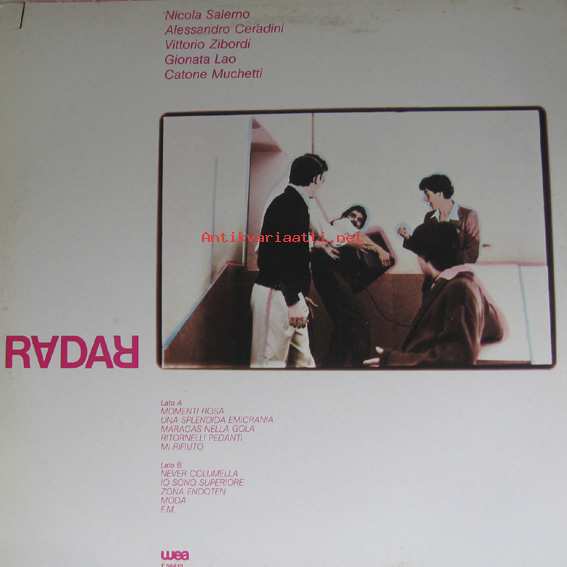 Nicola Salerno
Alessandro Ceradini
Vittorio Zibordi
Gionata Lao
Catone Muchetti
Antikvariaatti.net
RADAR
Lato A
MOMENTI ROSA
UNA SPLENDIDA EMICRANIA
MARACAS NELLA GOLA
RITORNELLI PEDANTI
MI RIFIUTO
Lato B
NEVER COLUMELLA
IO SONO SUPERIORE
ZONA ENDOTEN
MODA
F.M.
wea